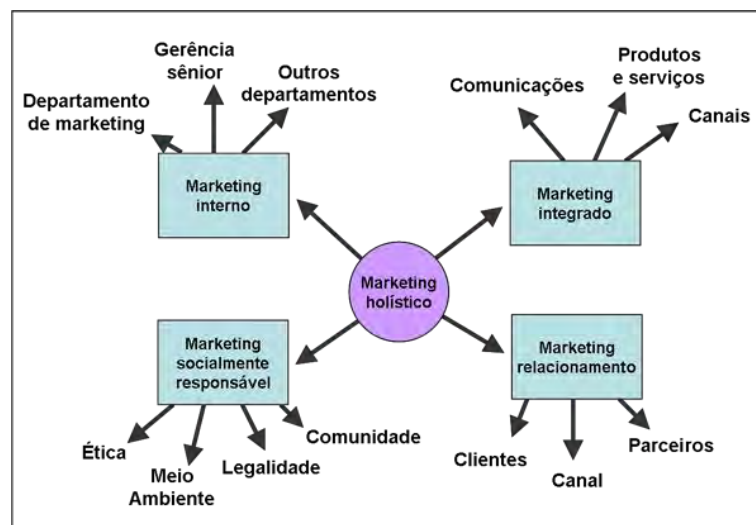 Gerência
sênior
Outros
departamentos
Departamento
de marketing
Marketing
interno
Comunicações
Produtos
e serviços
Canais
Marketing
integrado
Marketing
holístico
Marketing
socialmente
responsável
Ética
Meio
Ambiente
Legalidade
Comunidade
Marketing
relacionamento
Clientes
Canal
Parceiros